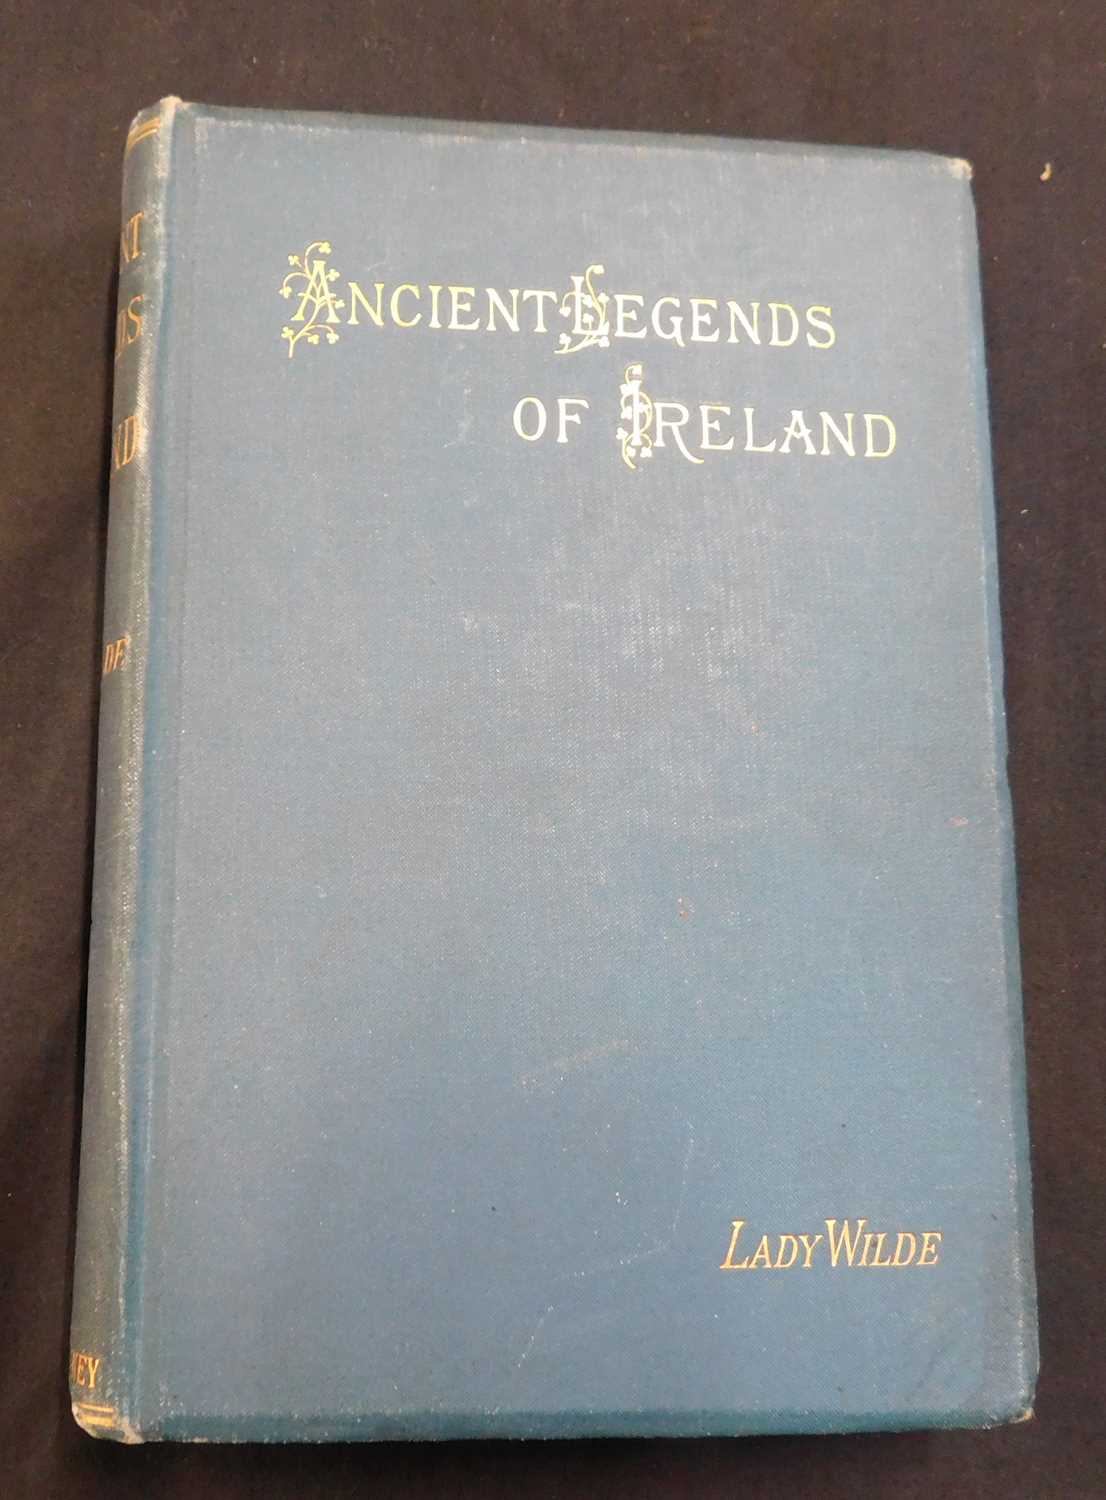 ANCIENT LEGENDS
OF IRELAND
LADY WILDE